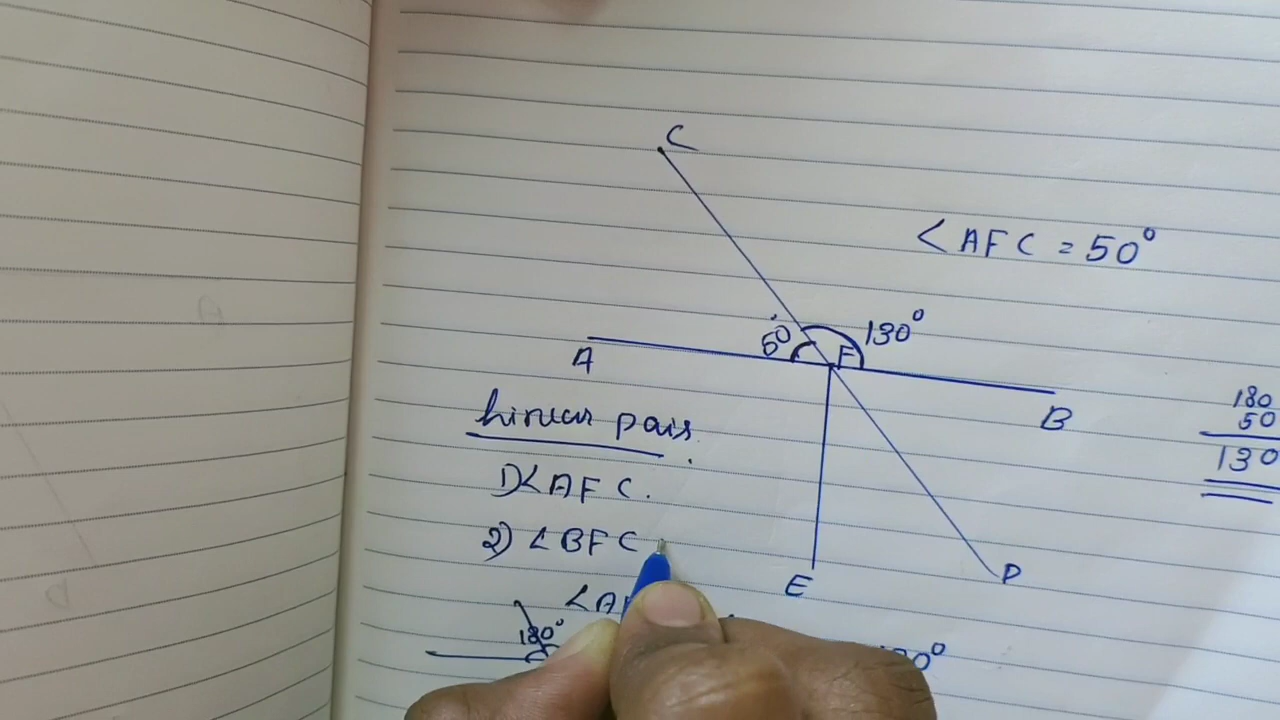 C
< AFC = 50°
50
130°
F
A
B
180
50
130
Linear pair.
1) < AFC.
2) < BFC
E
D
180°